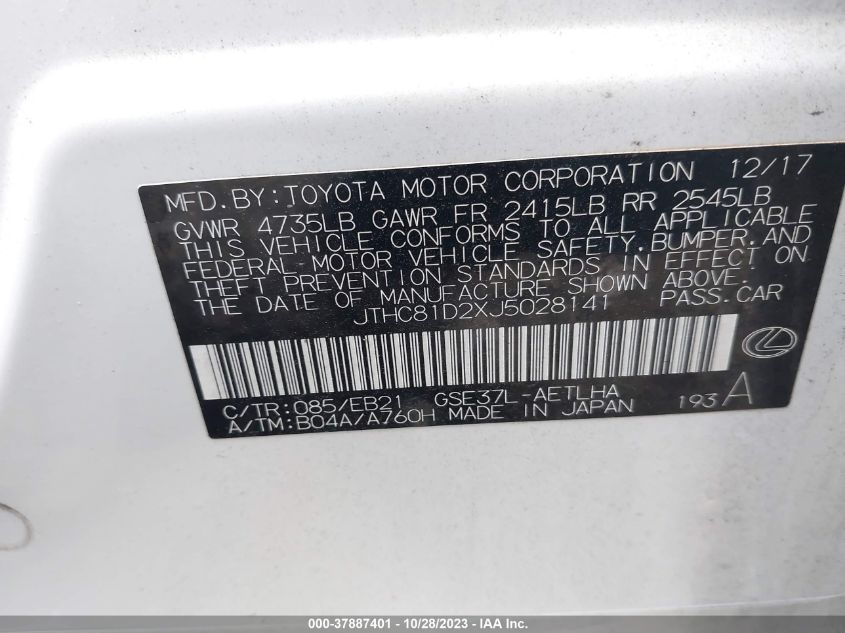 MFD. BY: TOYOTA MOTOR CORPORATION 12/17
GVWR 4735LB GAWR FR 2415LB RR 2545LB
THIS VEHICLE CONFORMS TO ALL APPLICABLE
FEDERAL MOTOR VEHICLE SAFETY, BUMPER, AND
THEFT PREVENTION STANDARDS IN EFFECT ON
THE DATE OF MANUFACTURE SHOWN ABOVE.
JTHC81D2XJ5028141 PASS. CAR
C/TR: 085/EB21 GSE37L-AETLHA
A/TM: B04A/A760H MADE IN JAPAN 193 A
000-37887401 - 10/28/2023 - IAA Inc.